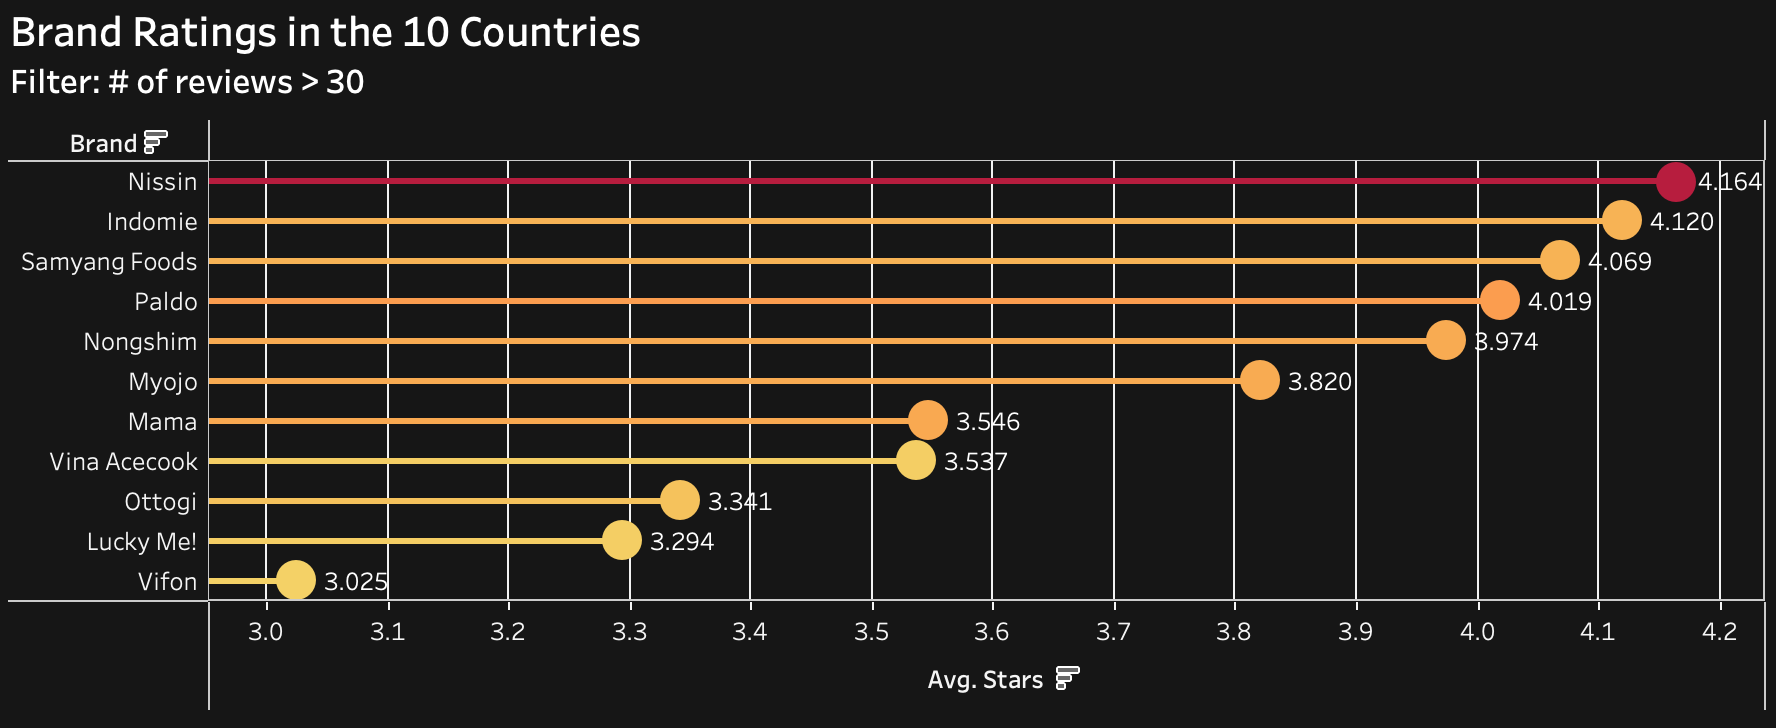 Brand Ratings in the 10 Countries
Filter: # of reviews > 30
Brand
Nissin 4.164
Indomie 4.120
Samyang Foods 4.069
Paldo 4.019
Nongshim 3.974
Myojo 3.820
Mama 3.546
Vina Acecook 3.537
Ottogi 3.341
Lucky Me! 3.294
Vifon 3.025
3.0 3.1 3.2 3.3 3.4 3.5 3.6 3.7 3.8 3.9 4.0 4.1 4.2
Avg. Stars